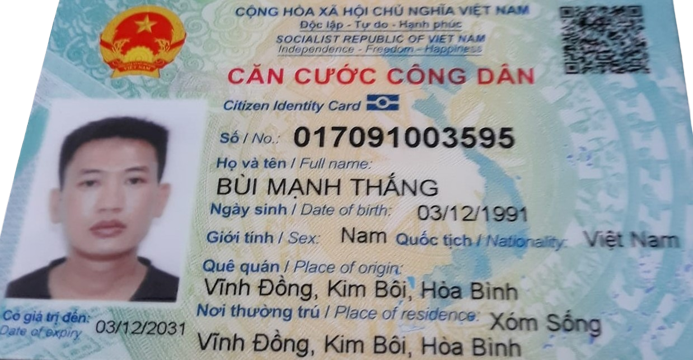 CỘNG HÒA XÃ HỘI CHỦ NGHĨA VIỆT NAM
Độc lập - Tự do - Hạnh phúc
SOCIALIST REPUBLIC OF VIET NAM
Independence - Freedom - Happiness
CĂN CƯỚC CÔNG DÂN
Citizen Identity Card
Số / No.: 017091003595
Họ và tên / Full name:
BÙI MẠNH THẮNG
Ngày sinh / Date of birth: 03/12/1991
Giới tính / Sex: Nam Quốc tịch / Nationality: Việt Nam
Quê quán / Place of origin:
Vĩnh Đồng, Kim Bôi, Hòa Bình
Nơi thường trú / Place of residence: Xóm Sống
Vĩnh Đồng, Kim Bôi, Hòa Bình
Có giá trị đến: 03/12/2031
Date of expiry